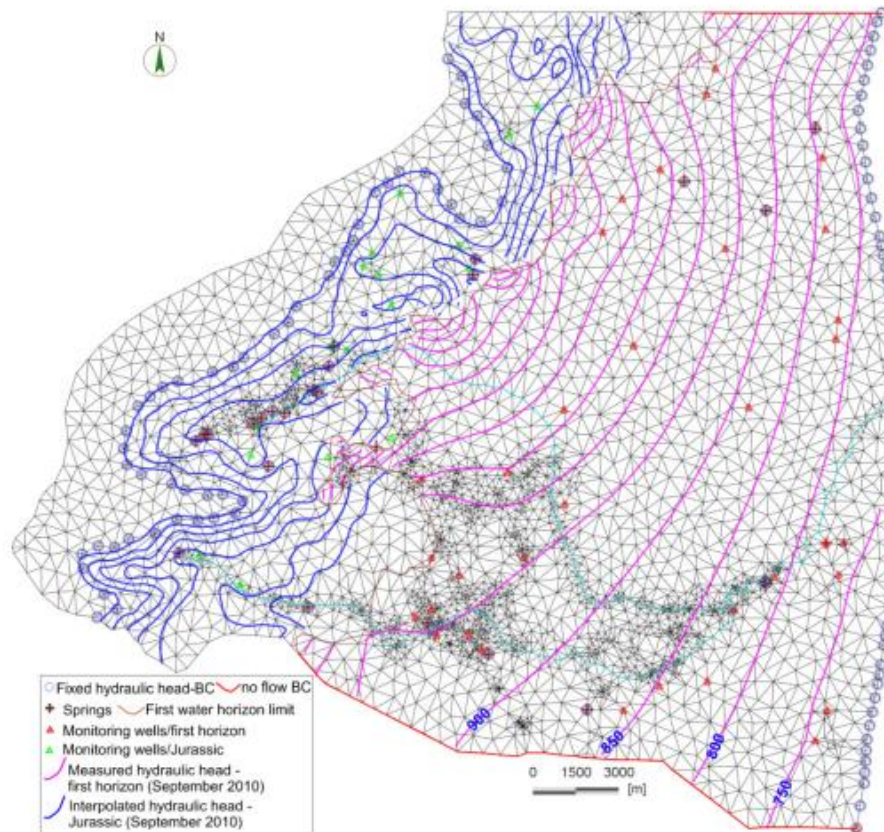 N
900
850
800
750
Fixed hydraulic head-BC no flow BC
Springs First water horizon limit
Monitoring wells/first horizon
Monitoring wells/Jurassic
Measured hydraulic head -
first horizon (September 2010)
Interpolated hydraulic head -
Jurassic (September 2010)
0 1500 3000
[m]